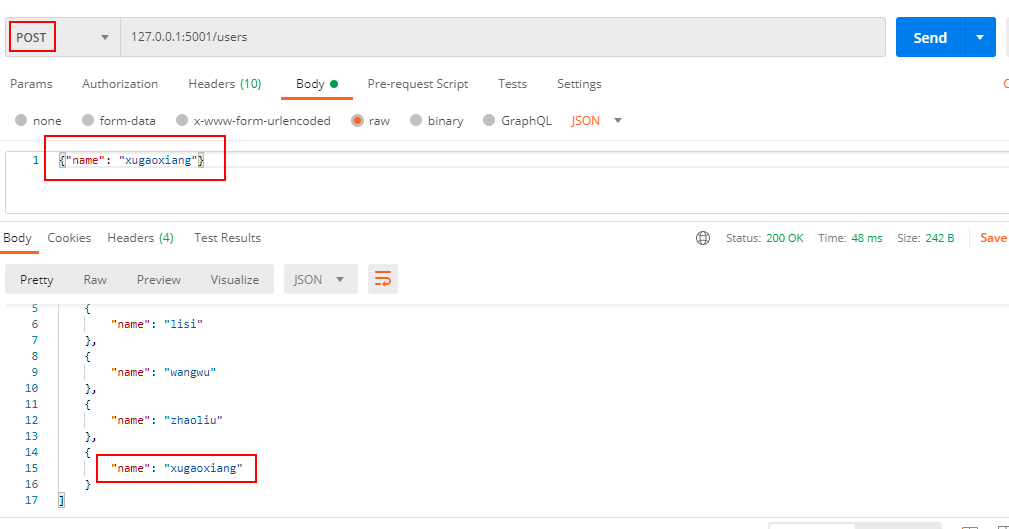 POST 127.0.0.1:5001/users Send
Params Authorization Headers (10) Body Pre-request Script Tests Settings
none form-data x-www-form-urlencoded raw binary GraphQL JSON
1 {"name": "xugaoxiang"}
Body Cookies Headers (4) Test Results Status: 200 OK Time: 48 ms Size: 242 B Save
Pretty Raw Preview Visualize JSON
5 {
6 "name": "lisi"
7 },
8 {
9 "name": "wangwu"
10 },
11 {
12 "name": "zhaoliu"
13 },
14 {
15 "name": "xugaoxiang"
16 }
17 ]